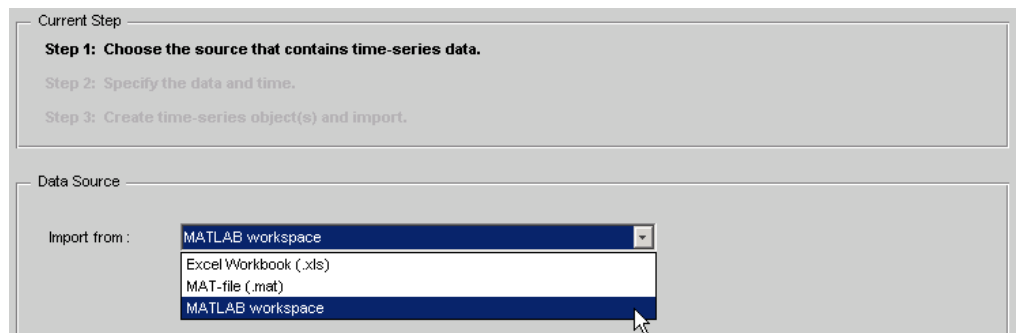 Current Step
Step 1: Choose the source that contains time-series data.
Step 2: Specify the data and time.
Step 3: Create time-series object(s) and import.
Data Source
Import from : MATLAB workspace
Excel Workbook (.xls)
MAT-file (.mat)
MATLAB workspace